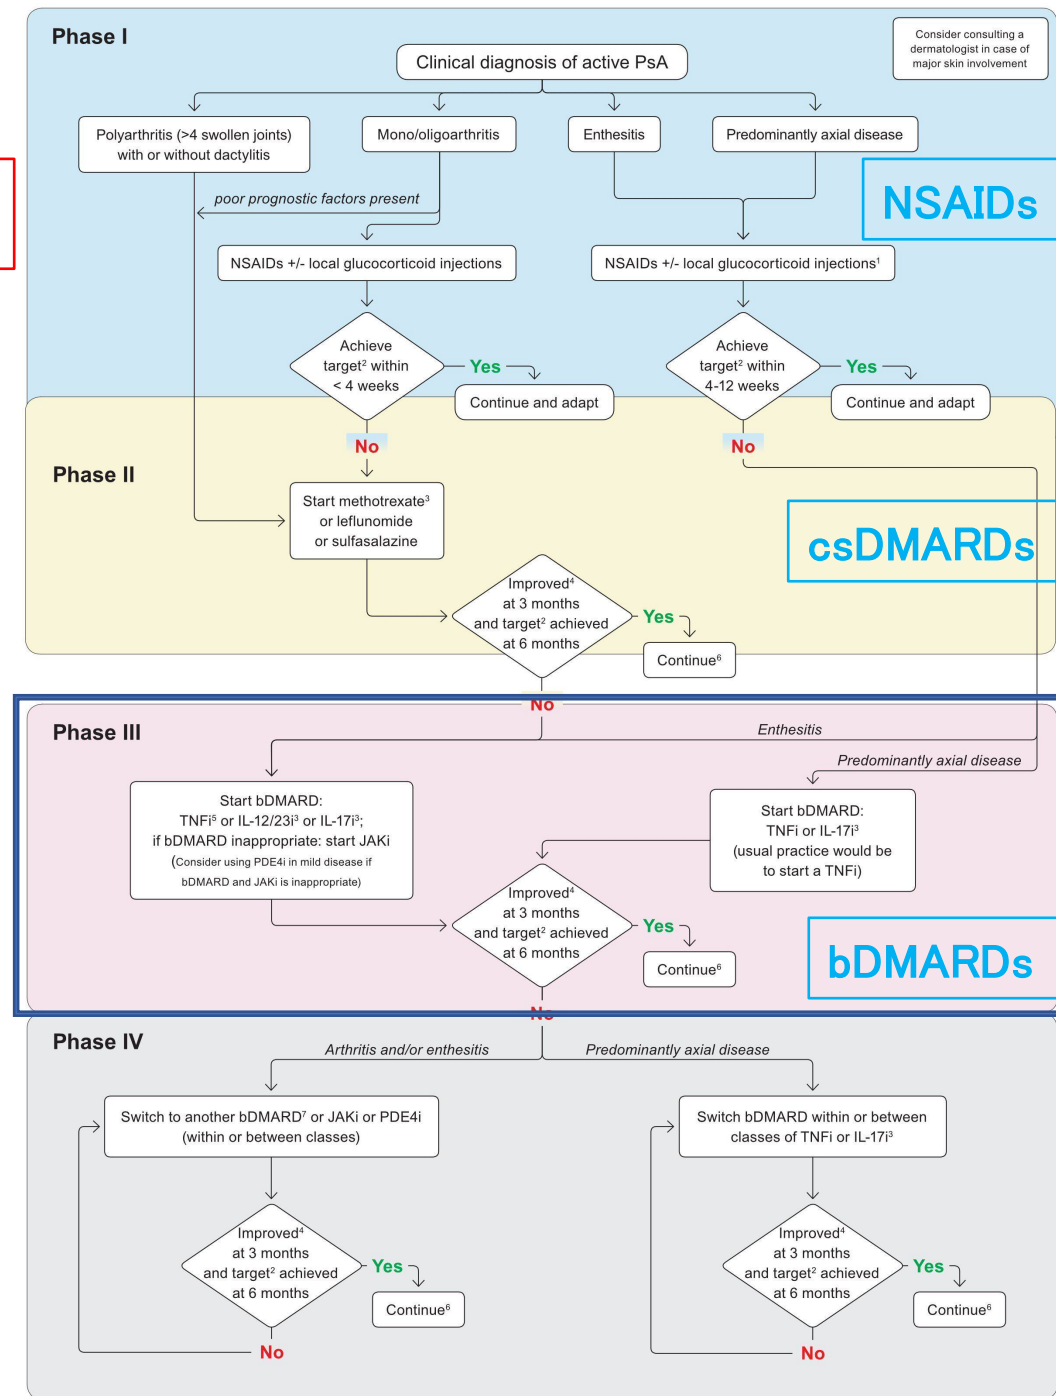 Phase I
Consider consulting a
dermatologist in case of
major skin involvement
Clinical diagnosis of active PsA
Polyarthritis (>4 swollen joints)
with or without dactylitis
Mono/oligoarthritis
Enthesitis
Predominantly axial disease
NSAIDs
poor prognostic factors present
NSAIDs +/- local glucocorticoid injections
NSAIDs +/- local glucocorticoid injections¹
Achieve
target² within
< 4 weeks
Yes
Continue and adapt
Achieve
target² within
4-12 weeks
Yes
Continue and adapt
No
No
Phase II
Start methotrexate³
or leflunomide
or sulfasalazine
csDMARDs
Improved⁴
at 3 months
and target² achieved
at 6 months
Yes
Continue⁶
No
Phase III
Enthesitis
Predominantly axial disease
Start bDMARD:
TNFi⁵ or IL-12/23i³ or IL-17i³;
if bDMARD inappropriate: start JAKi
(Consider using PDE4i in mild disease if
bDMARD and JAKi is inappropriate)
Start bDMARD:
TNFi or IL-17i³
(usual practice would be
to start a TNFi)
Improved⁴
at 3 months
and target² achieved
at 6 months
Yes
Continue⁶
bDMARDs
No
Phase IV
Arthritis and/or enthesitis
Predominantly axial disease
Switch to another bDMARD⁷ or JAKi or PDE4i
(within or between classes)
Switch bDMARD within or between
classes of TNFi or IL-17i³
Improved⁴
at 3 months
and target² achieved
at 6 months
Yes
Continue⁶
No
Improved⁴
at 3 months
and target² achieved
at 6 months
Yes
Continue⁶
No